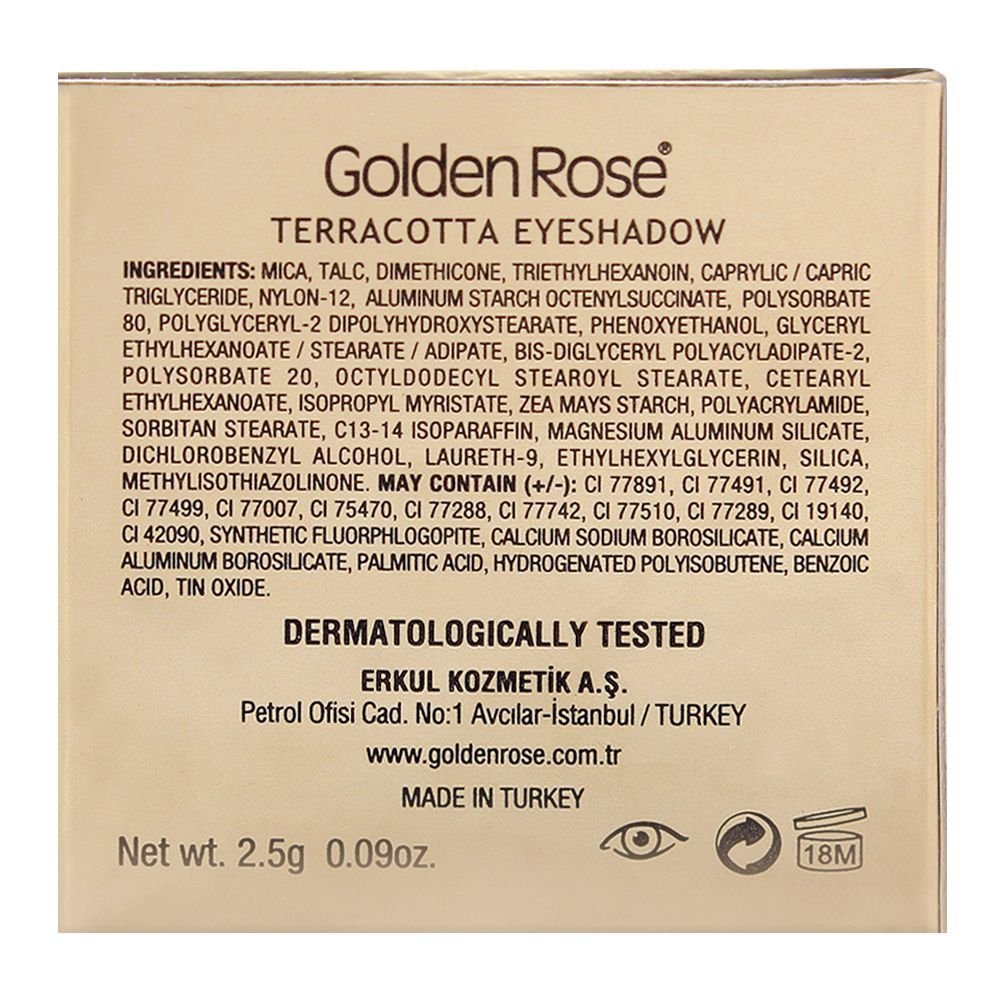 Golden Rose®
TERRACOTTA EYESHADOW
INGREDIENTS: MICA, TALC, DIMETHICONE, TRIETHYLHEXANOIN, CAPRYLIC / CAPRIC
TRIGLYCERIDE, NYLON-12, ALUMINUM STARCH OCTENYLSUCCINATE, POLYSORBATE
80, POLYGLYCERYL-2 DIPOLYHYDROXYSTEARATE, PHENOXYETHANOL, GLYCERYL
ETHYLHEXANOATE / STEARATE / ADIPATE, BIS-DIGLYCERYL POLYACYLADIPATE-2,
POLYSORBATE 20, OCTYLDODECYL STEAROYL STEARATE, CETEARYL
ETHYLHEXANOATE, ISOPROPYL MYRISTATE, ZEA MAYS STARCH, POLYACRYLAMIDE,
SORBITAN STEARATE, C13-14 ISOPARAFFIN, MAGNESIUM ALUMINUM SILICATE,
DICHLOROBENZYL ALCOHOL, LAURETH-9, ETHYLHEXYLGLYCERIN, SILICA,
METHYLISOTHIAZOLINONE. MAY CONTAIN (+/-): CI 77891, CI 77491, CI 77492,
CI 77499, CI 77007, CI 75470, CI 77288, CI 77742, CI 77510, CI 77289, CI 19140,
CI 42090, SYNTHETIC FLUORPHLOGOPITE, CALCIUM SODIUM BOROSILICATE, CALCIUM
ALUMINUM BOROSILICATE, PALMITIC ACID, HYDROGENATED POLYISOBUTENE, BENZOIC
ACID, TIN OXIDE.
DERMATOLOGICALLY TESTED
ERKUL KOZMETİK A.Ş.
Petrol Ofisi Cad. No:1 Avcılar-İstanbul / TURKEY
www.goldenrose.com.tr
MADE IN TURKEY
Net wt. 2.5g 0.09oz.
18M